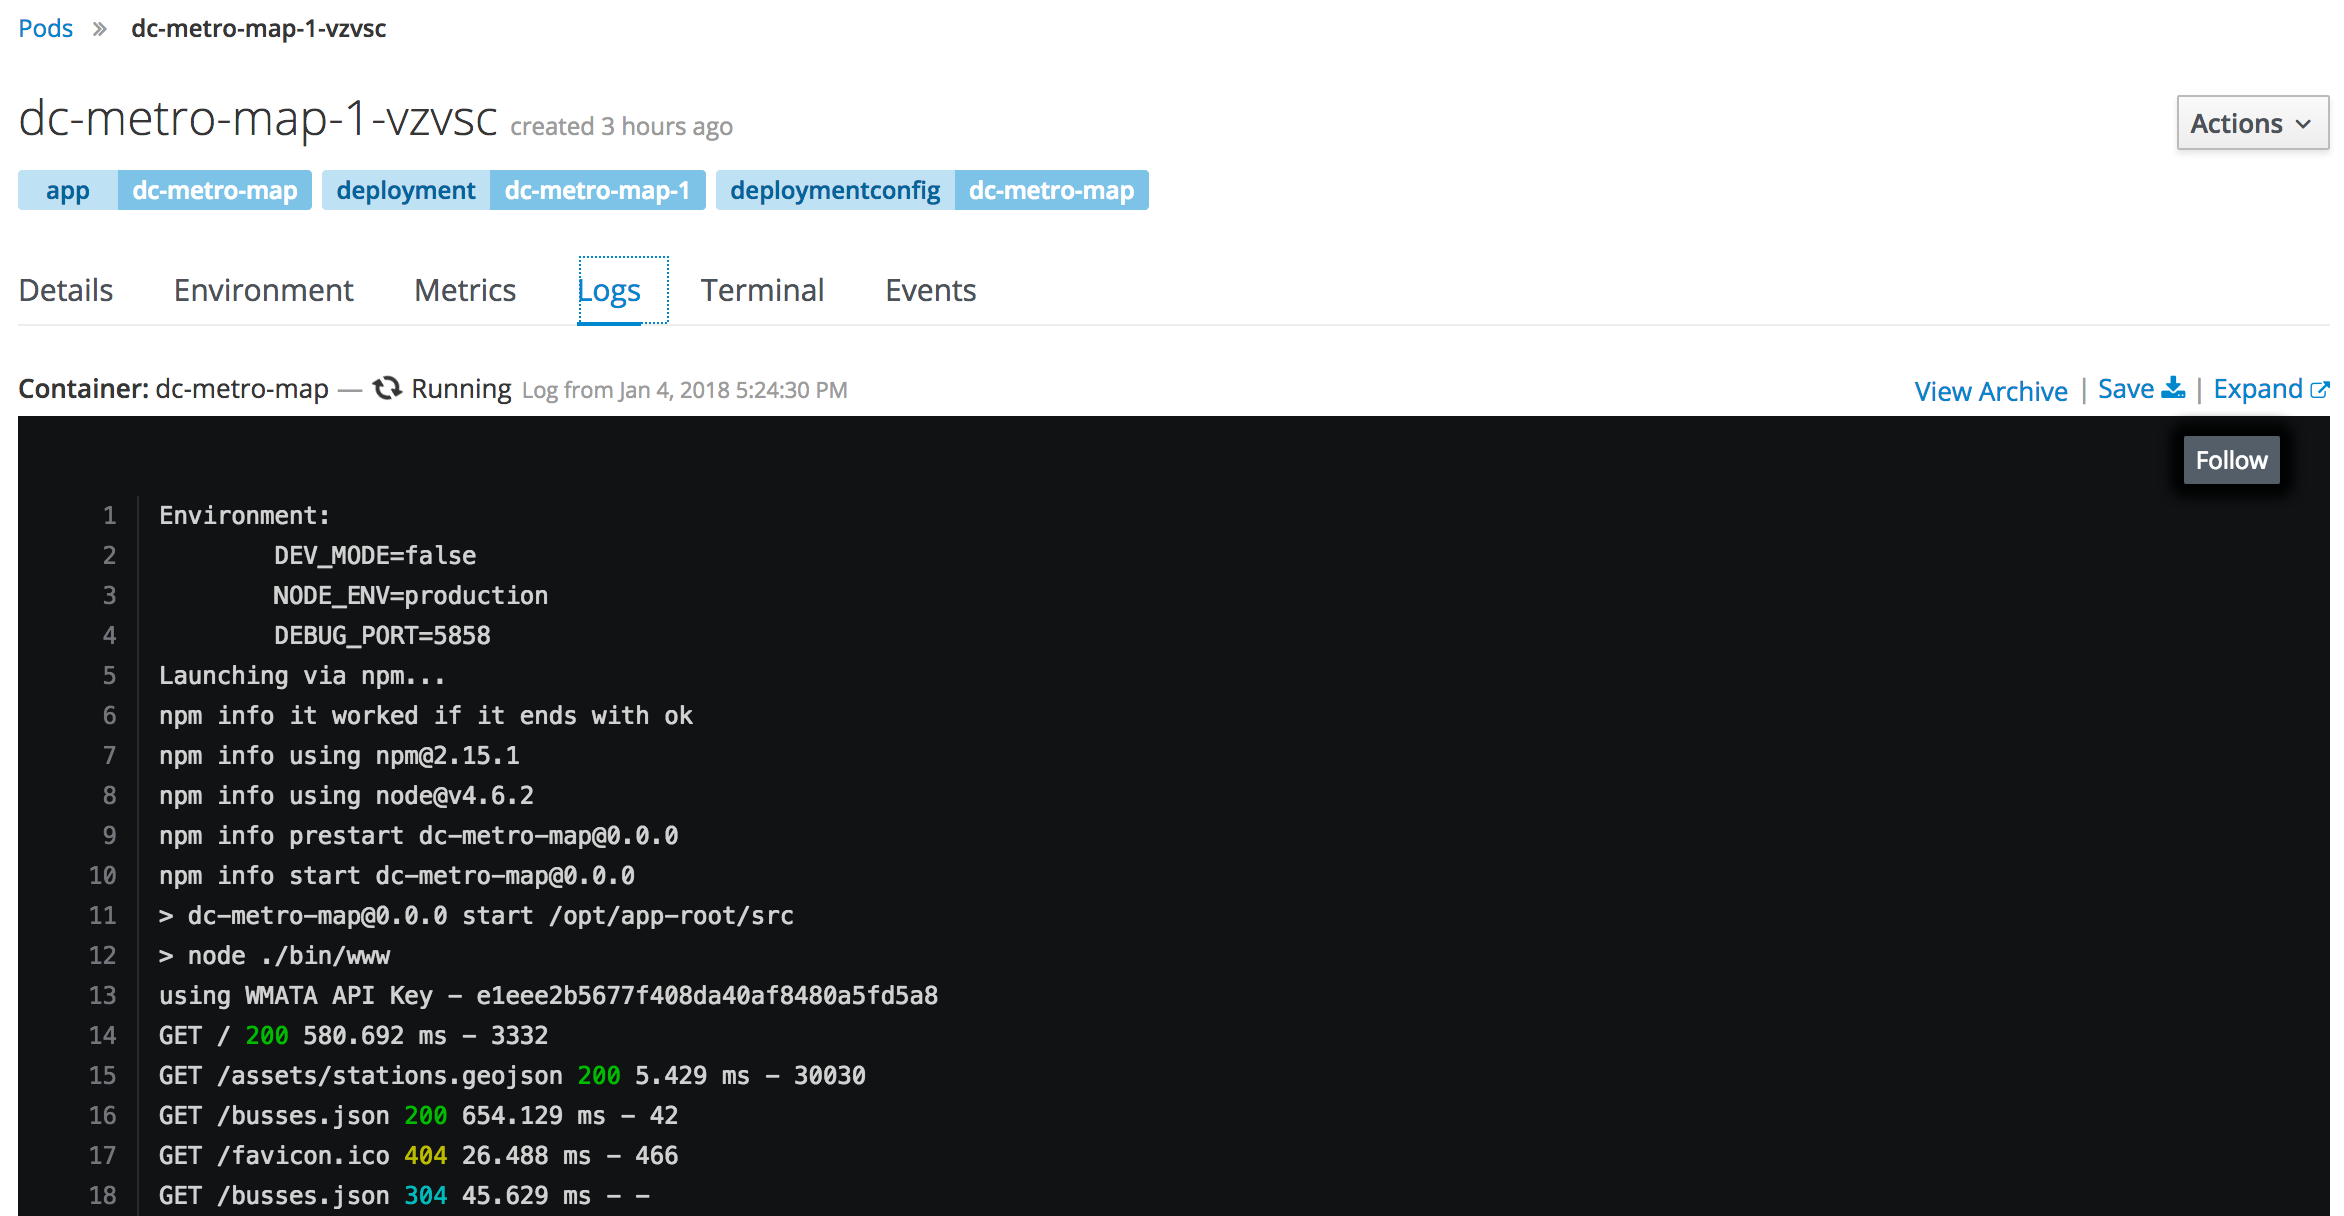 Pods » dc-metro-map-1-vzvsc
dc-metro-map-1-vzvsc created 3 hours ago
Actions
app dc-metro-map deployment dc-metro-map-1 deploymentconfig dc-metro-map
Details Environment Metrics Logs Terminal Events
Container: dc-metro-map — Running Log from Jan 4, 2018 5:24:30 PM
View Archive | Save | Expand
Follow
1 Environment:
2 DEV_MODE=false
3 NODE_ENV=production
4 DEBUG_PORT=5858
5 Launching via npm...
6 npm info it worked if it ends with ok
7 npm info using npm@2.15.1
8 npm info using node@v4.6.2
9 npm info prestart dc-metro-map@0.0.0
10 npm info start dc-metro-map@0.0.0
11 > dc-metro-map@0.0.0 start /opt/app-root/src
12 > node ./bin/www
13 using WMATA API Key - e1eee2b5677f408da40af8480a5fd5a8
14 GET / 200 580.692 ms - 3332
15 GET /assets/stations.geojson 200 5.429 ms - 30030
16 GET /busses.json 200 654.129 ms - 42
17 GET /favicon.ico 404 26.488 ms - 466
18 GET /busses.json 304 45.629 ms - -